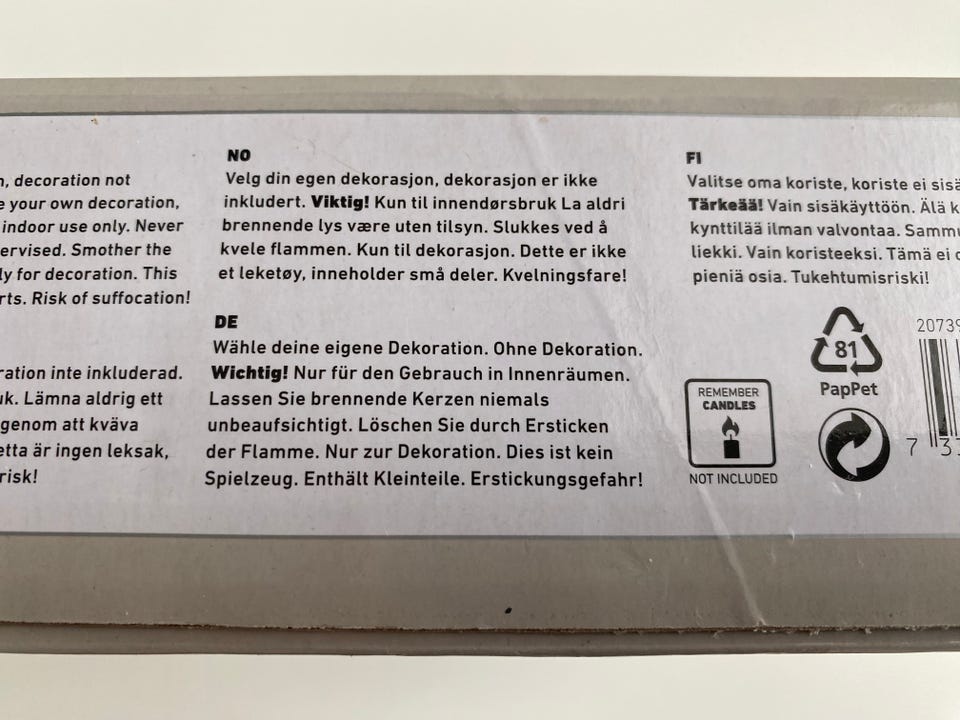 , decoration not
e your own decoration,
indoor use only. Never
ervised. Smother the
ly for decoration. This
rts. Risk of suffocation!
ration inte inkluderad.
uk. Lämna aldrig ett
genom att kväva
etta är ingen leksak,
risk!
NO
Velg din egen dekorasjon, dekorasjon er ikke
inkludert. Viktig! Kun til innendørsbruk La aldri
brennende lys være uten tilsyn. Slukkes ved å
kvele flammen. Kun til dekorasjon. Dette er ikke
et leketøy, inneholder små deler. Kvelningsfare!
DE
Wähle deine eigene Dekoration. Ohne Dekoration.
Wichtig! Nur für den Gebrauch in Innenräumen.
Lassen Sie brennende Kerzen niemals
unbeaufsichtigt. Löschen Sie durch Ersticken
der Flamme. Nur zur Dekoration. Dies ist kein
Spielzeug. Enthält Kleinteile. Erstickungsgefahr!
FI
Valitse oma koriste, koriste ei sisä
Tärkeää! Vain sisäkäyttöön. Älä k
kynttilää ilman valvontaa. Sammu
liekki. Vain koristeeksi. Tämä ei o
pieniä osia. Tukehtumisriski!
REMEMBER
CANDLES
NOT INCLUDED
81
PapPet
20739
7 33